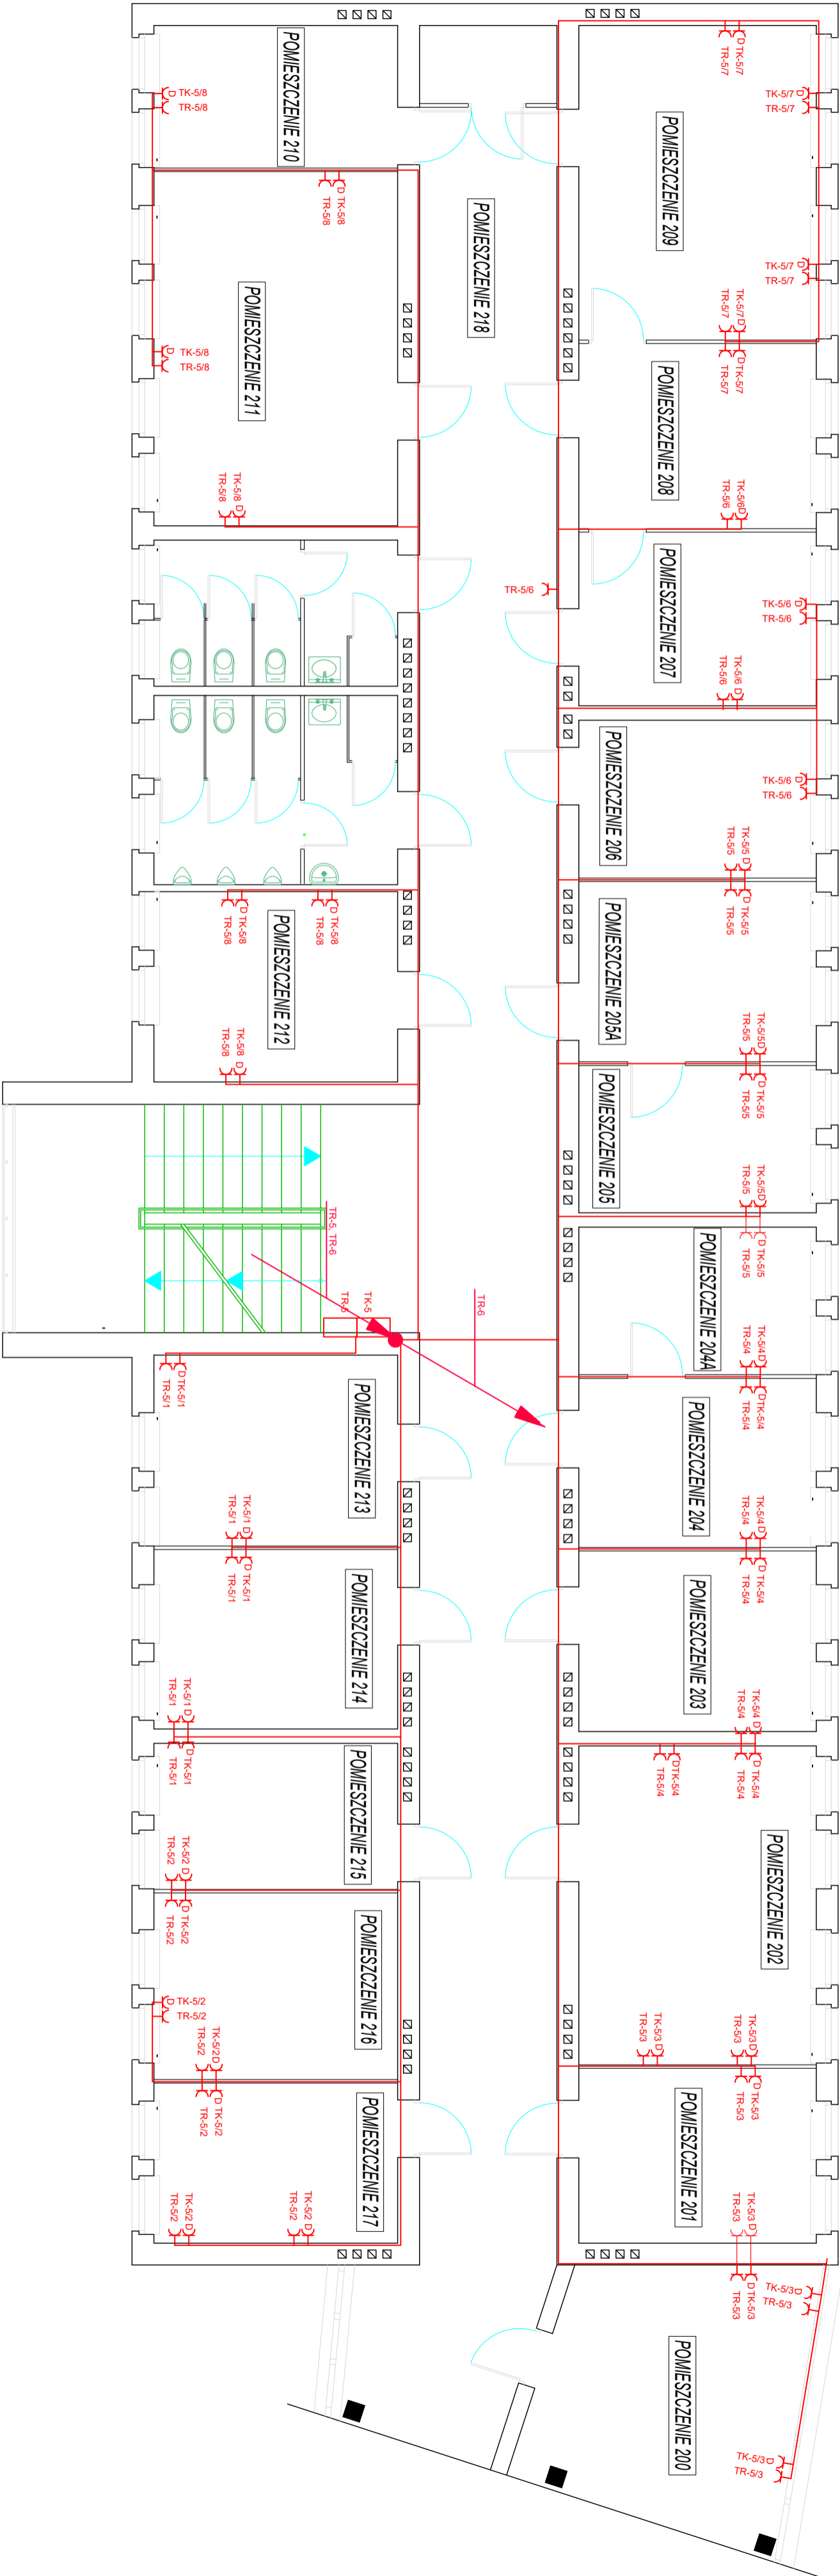 POMIESZCZENIE 210
D TK-5/7
TR-5/7
TK-5/8
D
TR-5/8
TK-5/7 D
TR-5/7
POMIESZCZENIE 209
D TK-5/8
TR-5/8
POMIESZCZENIE 218
TK-5/7 D
TR-5/7
POMIESZCZENIE 211
TK-5/7 D
TR-5/7
D TK-5/7
TR-5/7
TK-5/8
D
TR-5/8
POMIESZCZENIE 208
TK-5/8 D
TR-5/8
TK-5/6 D
TR-5/6
TR-5/6
POMIESZCZENIE 207
TK-5/6 D
TR-5/6
TK-5/6 D
TR-5/6
TK-5/6 D
TR-5/6
POMIESZCZENIE 206
TK-5/5 D
TR-5/5
D TK-5/5
TR-5/5
D TK-5/8
TR-5/8
D TK-5/8
TR-5/8
POMIESZCZENIE 212
POMIESZCZENIE 205A
TK-5/8 D
TR-5/8
TK-5/5 D
TR-5/5
D TK-5/5
TR-5/5
POMIESZCZENIE 205
TK-5/5 D
TR-5/5
D TK-5/5
TR-5/5
TR-5, TR-6
POMIESZCZENIE 204A
TK-5
TR-5
TR-6
TK-5/4 D
TR-5/4
D TK-5/4
TR-5/4
D TK-5/1
TR-5/1
POMIESZCZENIE 213
POMIESZCZENIE 204
TK-5/1 D
TR-5/1
D TK-5/1
TR-5/1
TK-5/4 D
TR-5/4
D TK-5/4
TR-5/4
POMIESZCZENIE 214
POMIESZCZENIE 203
TK-5/1 D
TR-5/1
D TK-5/1
TR-5/1
TK-5/4 D
TR-5/4
D TK-5/4
TR-5/4
D TK-5/4
TR-5/4
POMIESZCZENIE 215
TK-5/2 D
TR-5/2
D TK-5/2
TR-5/2
POMIESZCZENIE 202
POMIESZCZENIE 216
D TK-5/2
TR-5/2
TK-5/2 D
TR-5/2
D TK-5/2
TR-5/2
TK-5/3 D
TR-5/3
TK-5/3 D
TR-5/3
D TK-5/3
TR-5/3
POMIESZCZENIE 217
POMIESZCZENIE 201
TK-5/2 D
TR-5/2
TK-5/2 D
TR-5/2
TK-5/3 D
TR-5/3
D TK-5/3
TR-5/3
TK-5/3 D
TR-5/3
POMIESZCZENIE 200
TK-5/3 D
TR-5/3